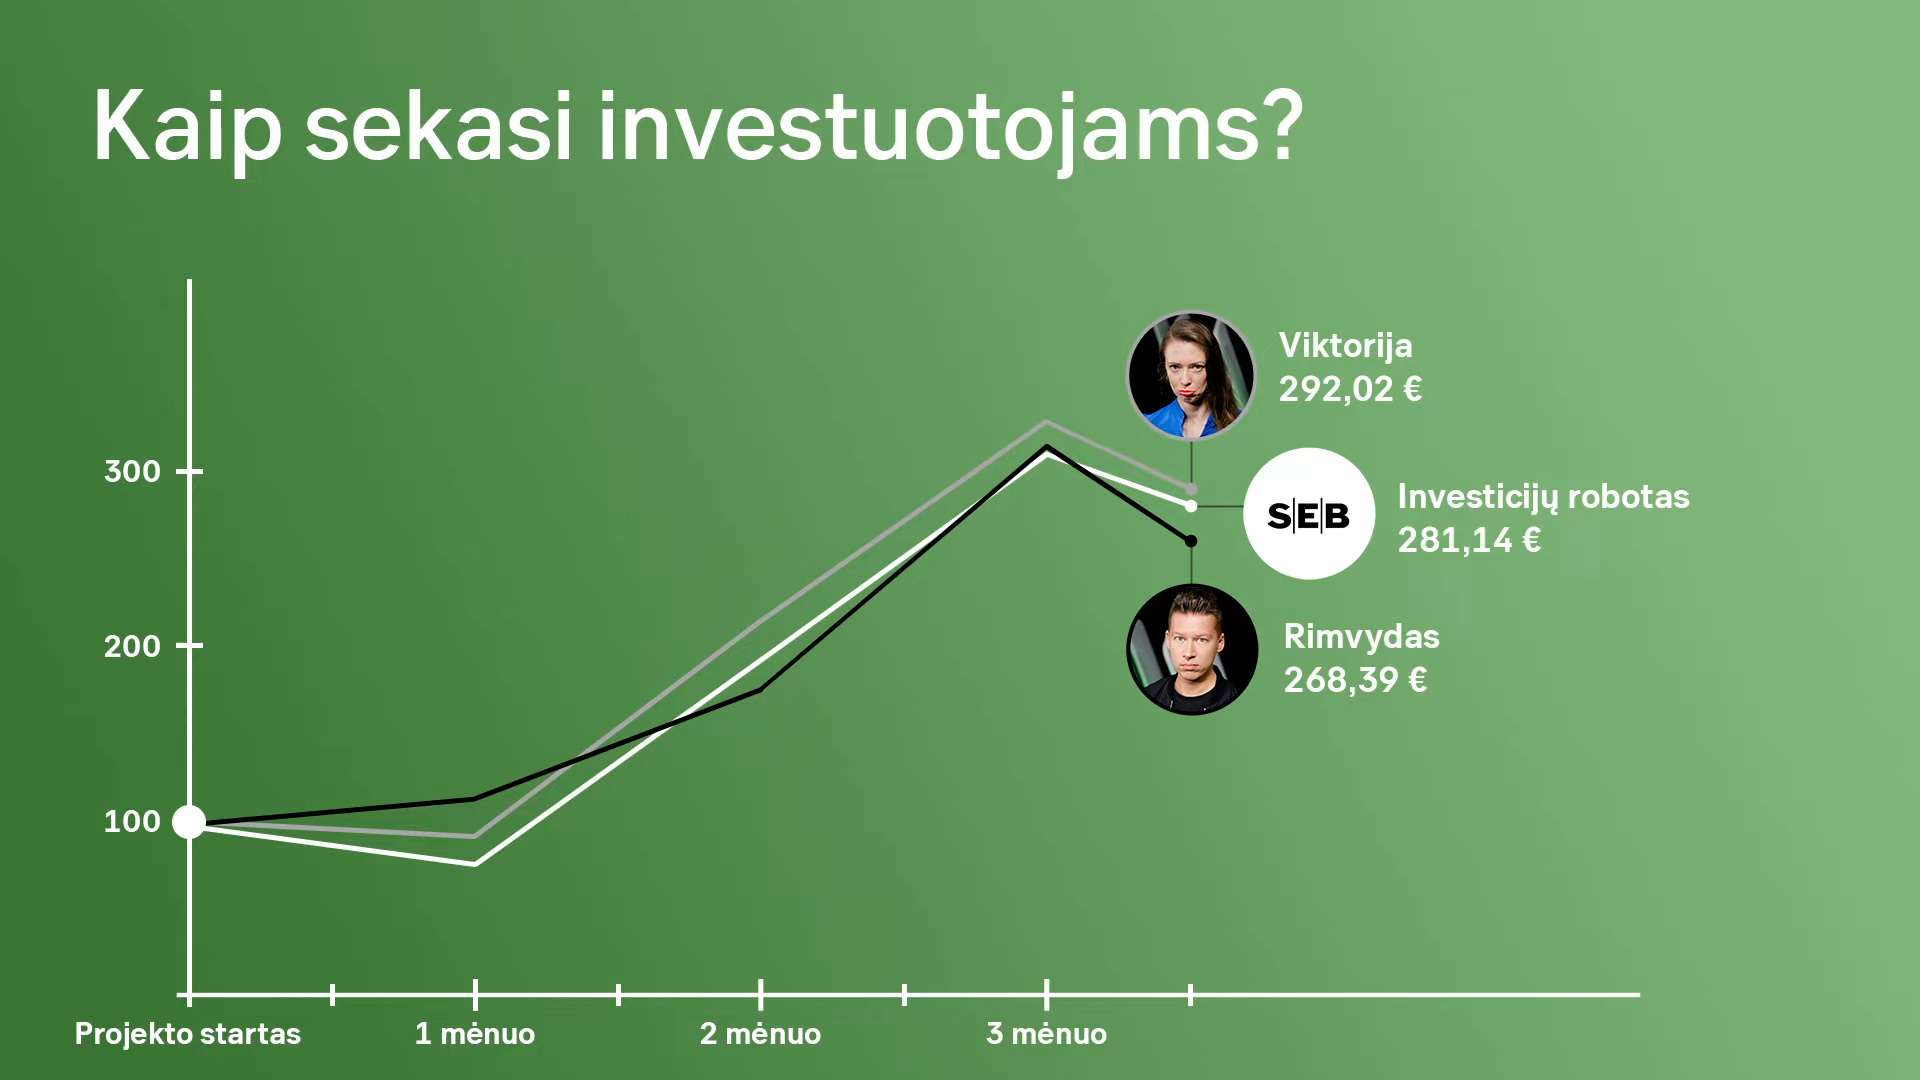 Kaip sekasi investuotojams?
Viktorija
292,02 €
300
S|E|B
Investicijų robotas
281,14 €
200
Rimvydas
268,39 €
100
Projekto startas
1 mėnuo
2 mėnuo
3 mėnuo